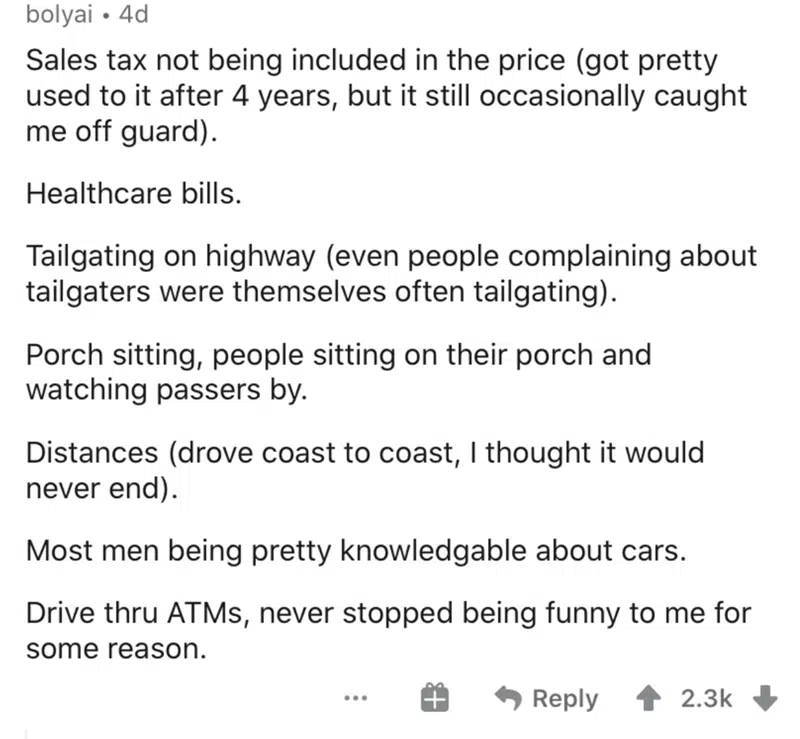 bolyai • 4d
Sales tax not being included in the price (got pretty
used to it after 4 years, but it still occasionally caught
me off guard).
Healthcare bills.
Tailgating on highway (even people complaining about
tailgaters were themselves often tailgating).
Porch sitting, people sitting on their porch and
watching passers by.
Distances (drove coast to coast, I thought it would
never end).
Most men being pretty knowledgable about cars.
Drive thru ATMs, never stopped being funny to me for
some reason.
Reply 2.3k